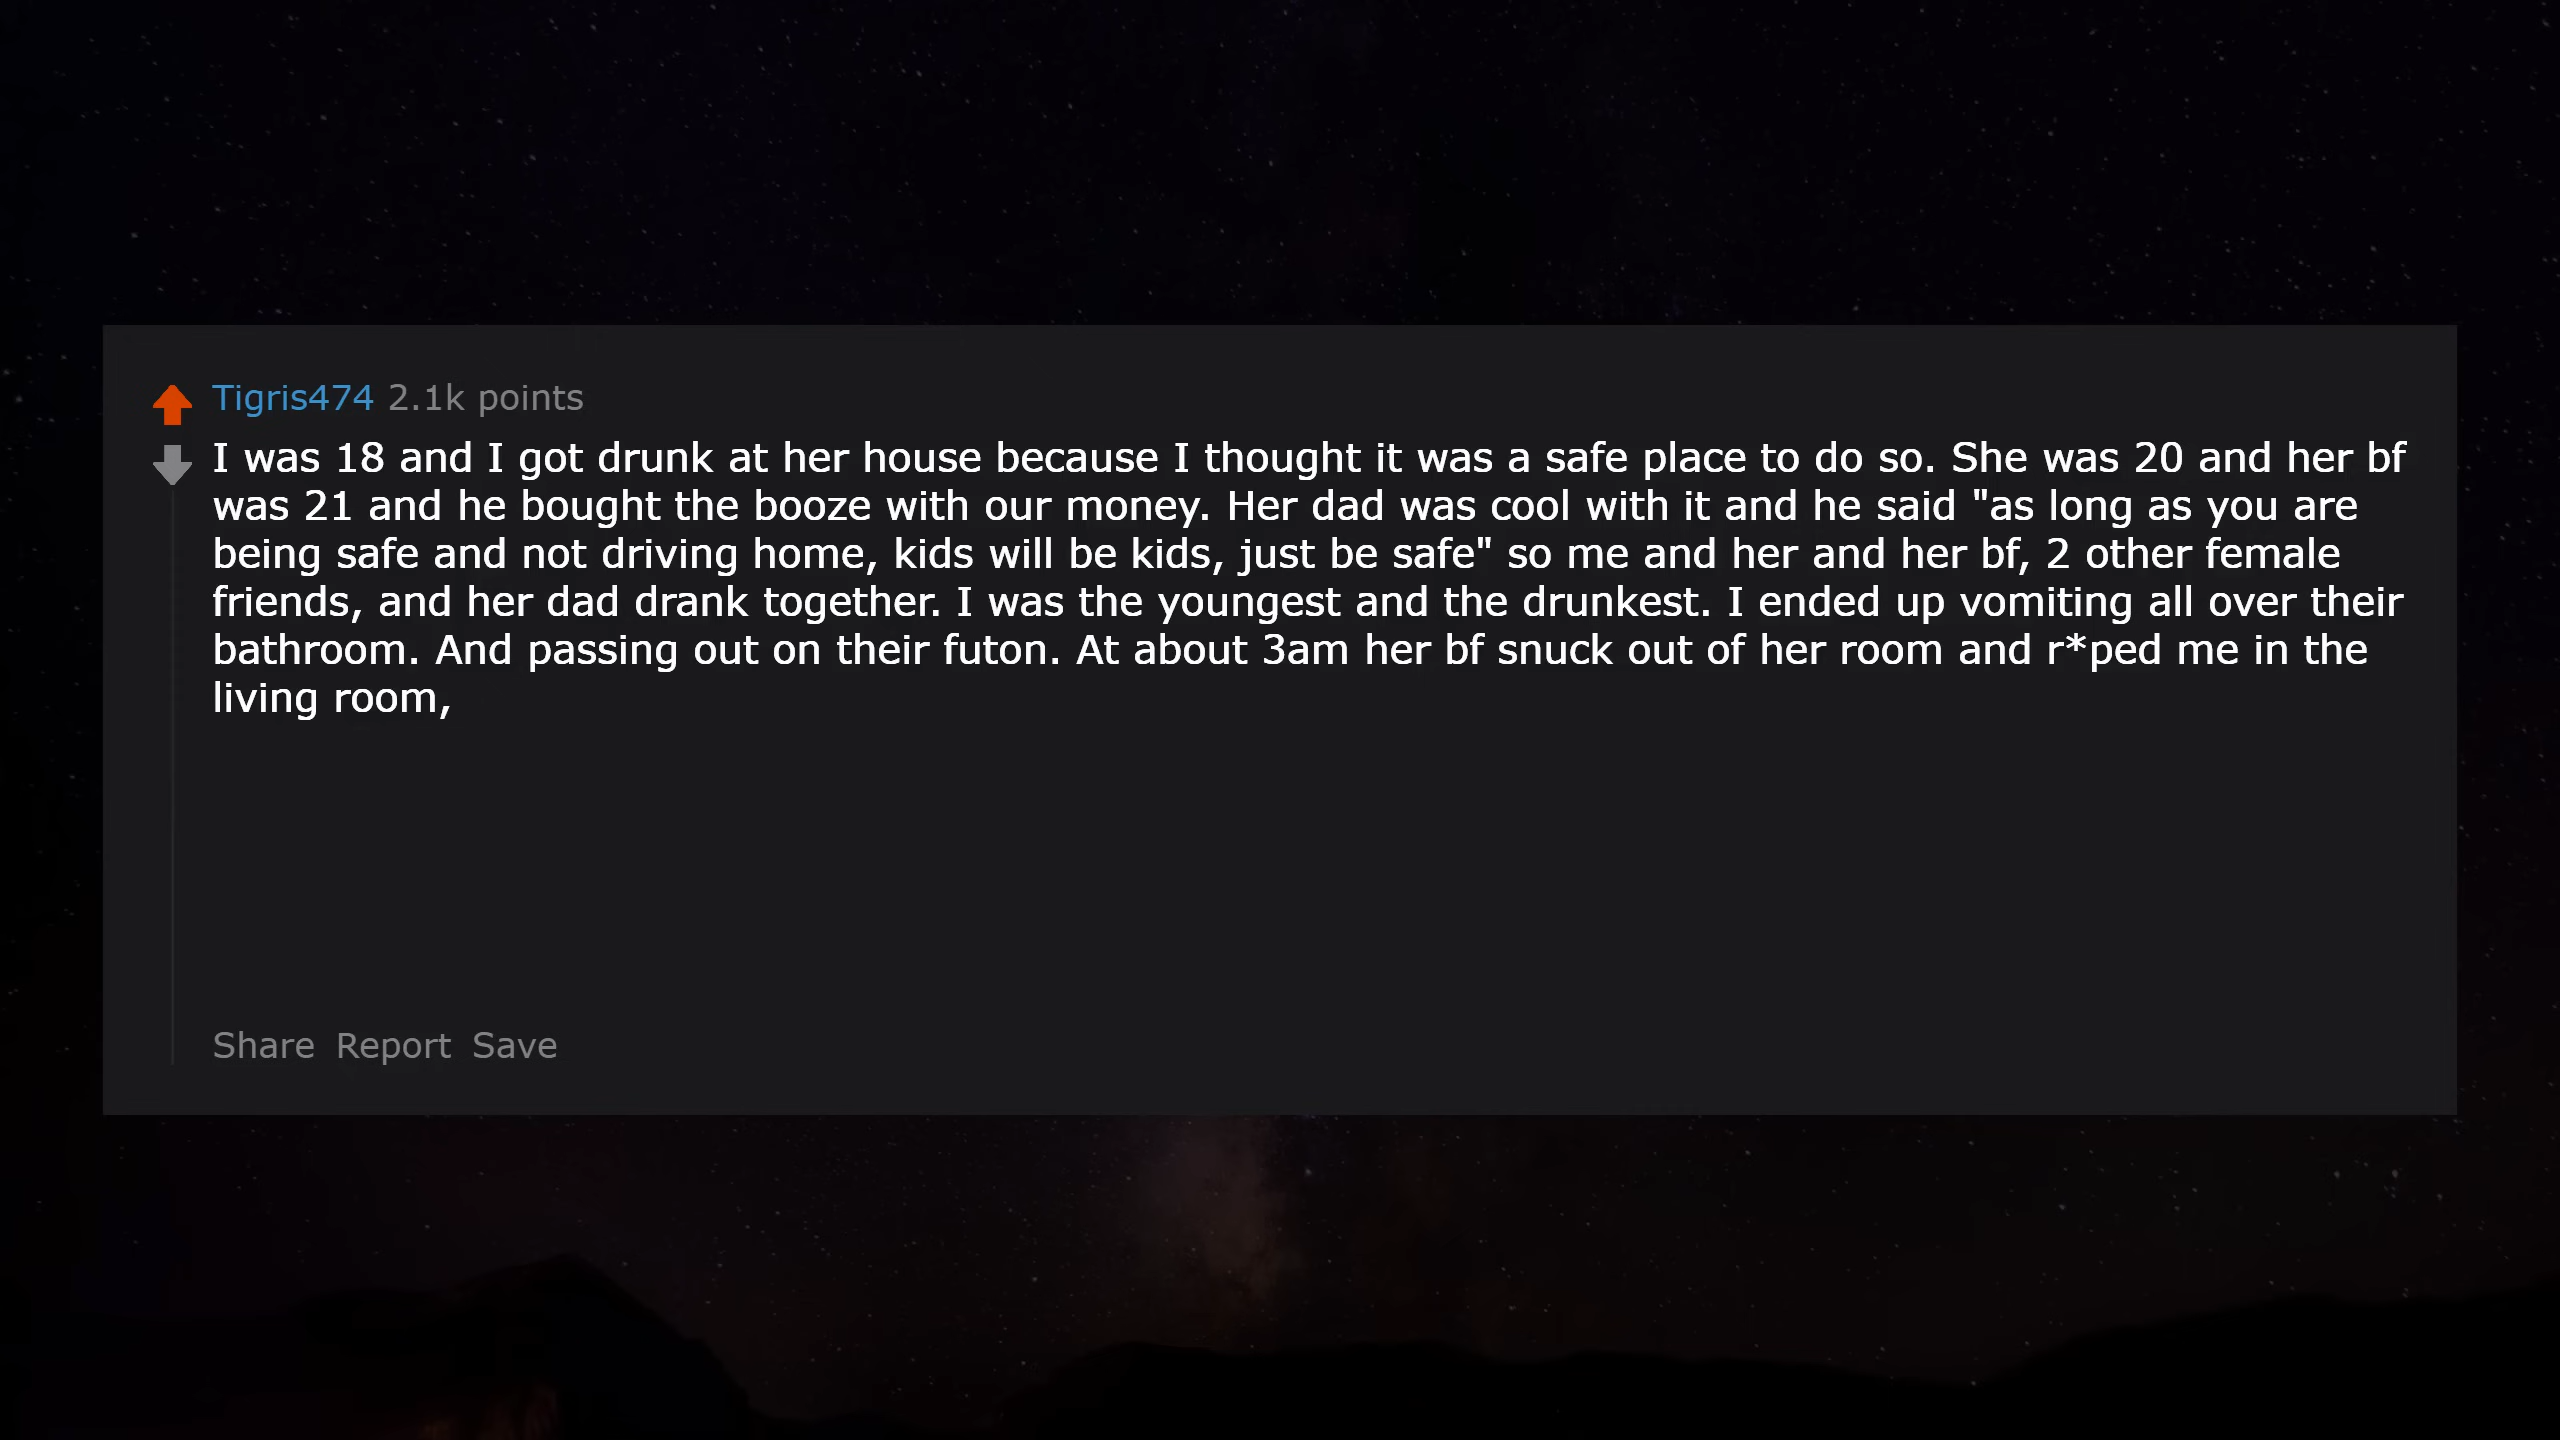 Tigris474 2.1k points
I was 18 and I got drunk at her house because I thought it was a safe place to do so. She was 20 and her bf
was 21 and he bought the booze with our money. Her dad was cool with it and he said "as long as you are
being safe and not driving home, kids will be kids, just be safe" so me and her and her bf, 2 other female
friends, and her dad drank together. I was the youngest and the drunkest. I ended up vomiting all over their
bathroom. And passing out on their futon. At about 3am her bf snuck out of her room and r*ped me in the
living room,
Share Report Save